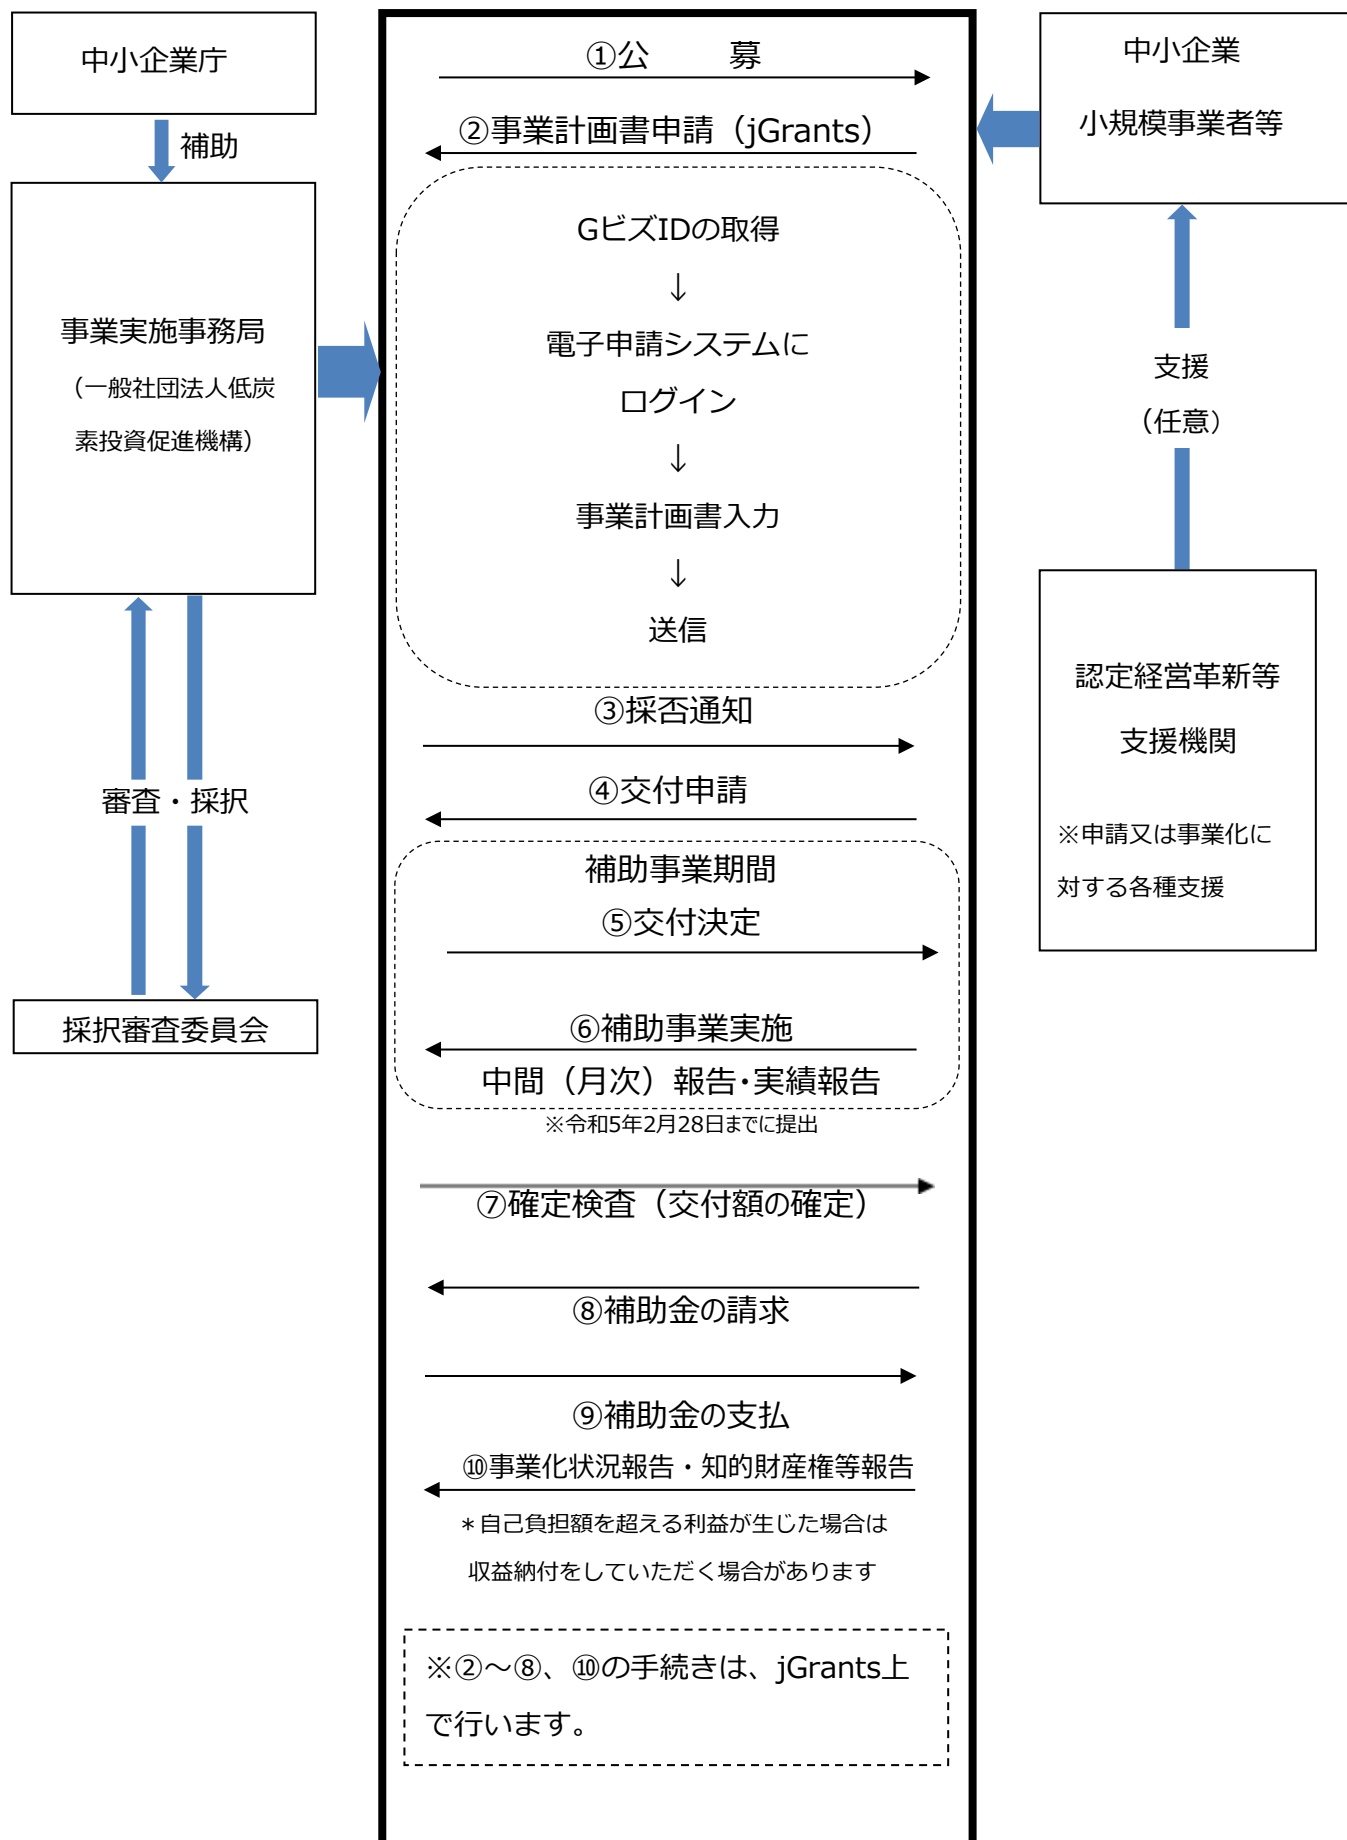 中小企業庁
補助
事業実施事務局
（一般社団法人低炭
素投資促進機構）
審査・採択
採択審査委員会
①公　　募
②事業計画書申請（jGrants）
GビズIDの取得
↓
電子申請システムに
ログイン
↓
事業計画書入力
↓
送信
③採否通知
④交付申請
補助事業期間
⑤交付決定
⑥補助事業実施
中間（月次）報告・実績報告
※令和5年2月28日までに提出
⑦確定検査（交付額の確定）
⑧補助金の請求
⑨補助金の支払
⑩事業化状況報告・知的財産権等報告
＊自己負担額を超える利益が生じた場合は
収益納付をしていただく場合があります
※②～⑧、⑩の手続きは、jGrants上
で行います。
中小企業
小規模事業者等
支援
（任意）
認定経営革新等
支援機関
※申請又は事業化に
対する各種支援